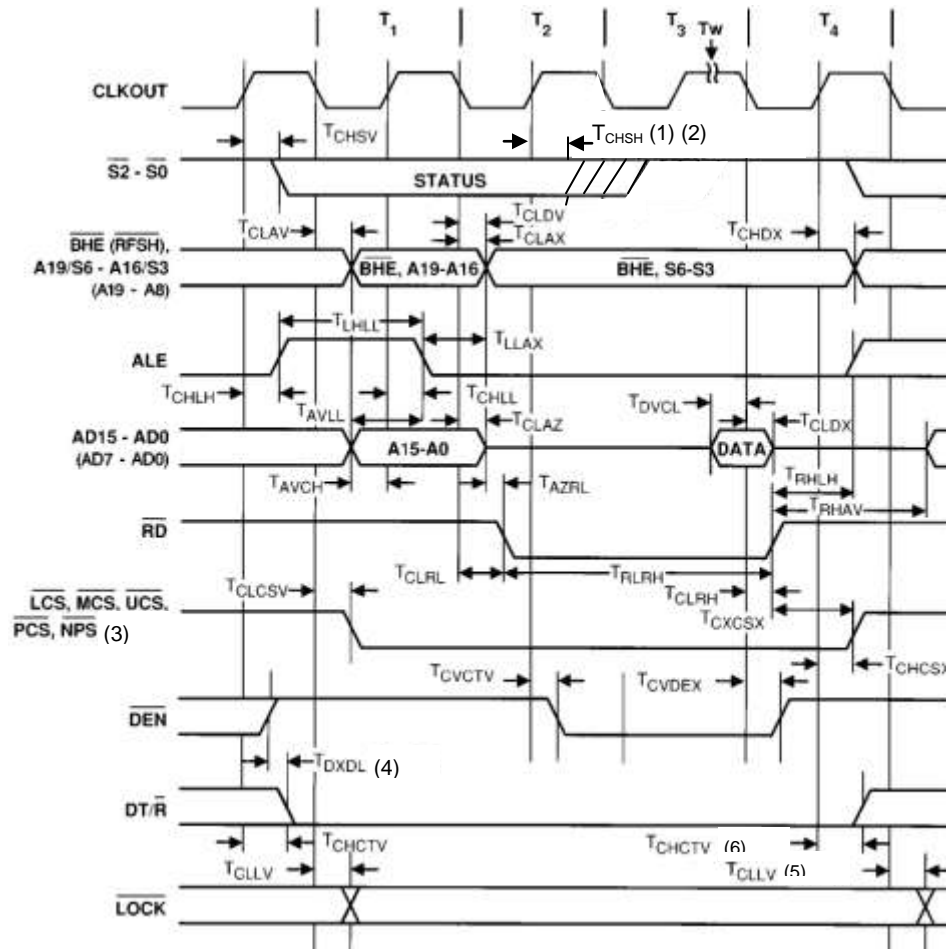 T1 T2 T3 Tw T4
CLKOUT
TCHSV TCHSH (1) (2)
S2 - S0 STATUS
TCLDV
TCLAV TCLAX TCHDX
BHE (RFSH),
A19/S6 - A16/S3 BHE, A19-A16 BHE, S6-S3
(A19 - A8)
TLHLL TLLAX
ALE
TCHLH TCHLL
TAVLL TCLAZ TDVCL TCLDX
AD15 - AD0 A15-A0 DATA
(AD7 - AD0)
TRHLH
TAVCH TAZRL TRHAV
RD
TCLRL TRLRH
TCLCSV TCLRH
LCS, MCS. UCS. TCXCSX
PCS, NPS (3)
TCVCTV TCVDEX TCHCSX
DEN
TDXDL (4)
DT/R
TCHCTV TCHCTV (6)
TCLLV TCLLV (5)
LOCK